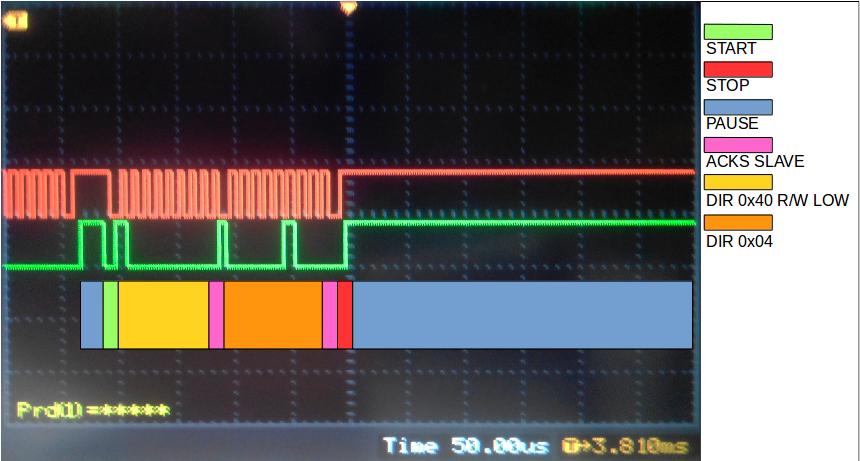 START
STOP
PAUSE
ACKS SLAVE
DIR 0x40 R/W LOW
DIR 0x04
Prd(1)=*****
Time 50.00us T→3.810ms